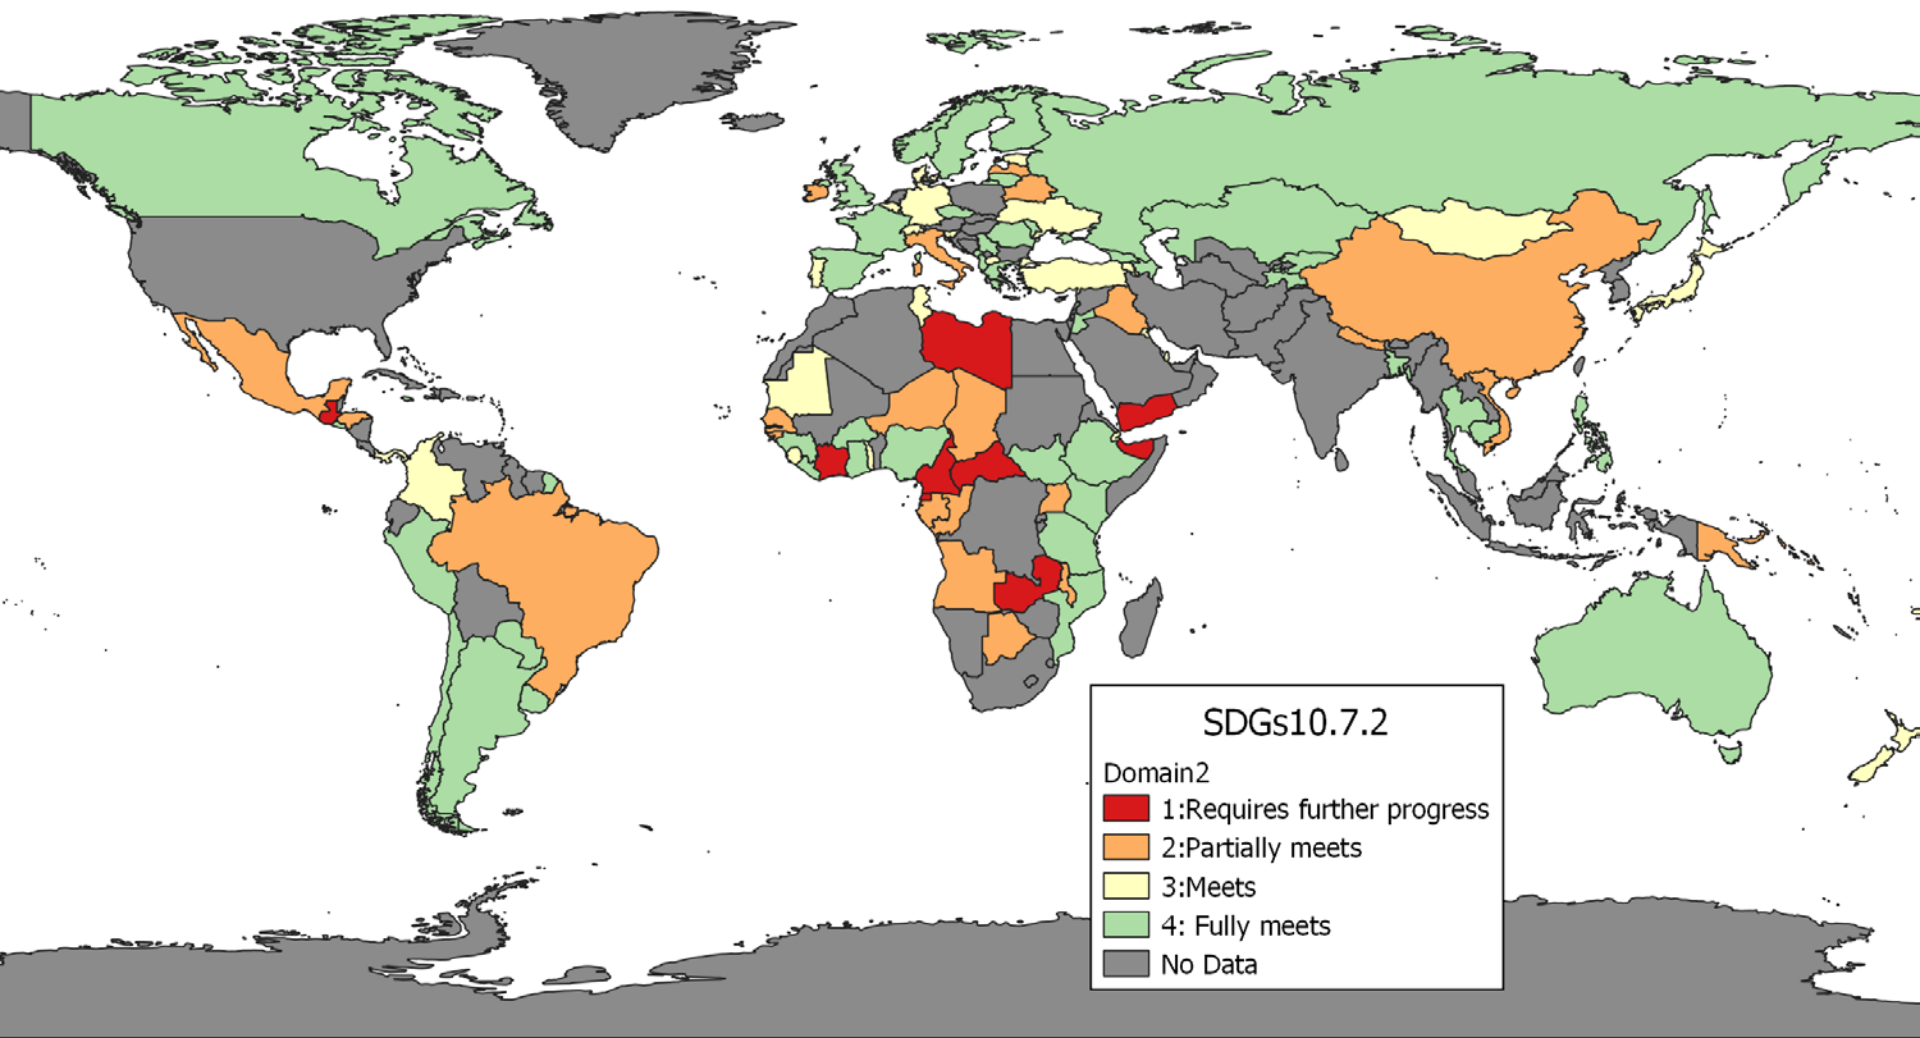 SDGs10.7.2
Domain2
1:Requires further progress
2:Partially meets
3:Meets
4: Fully meets
No Data